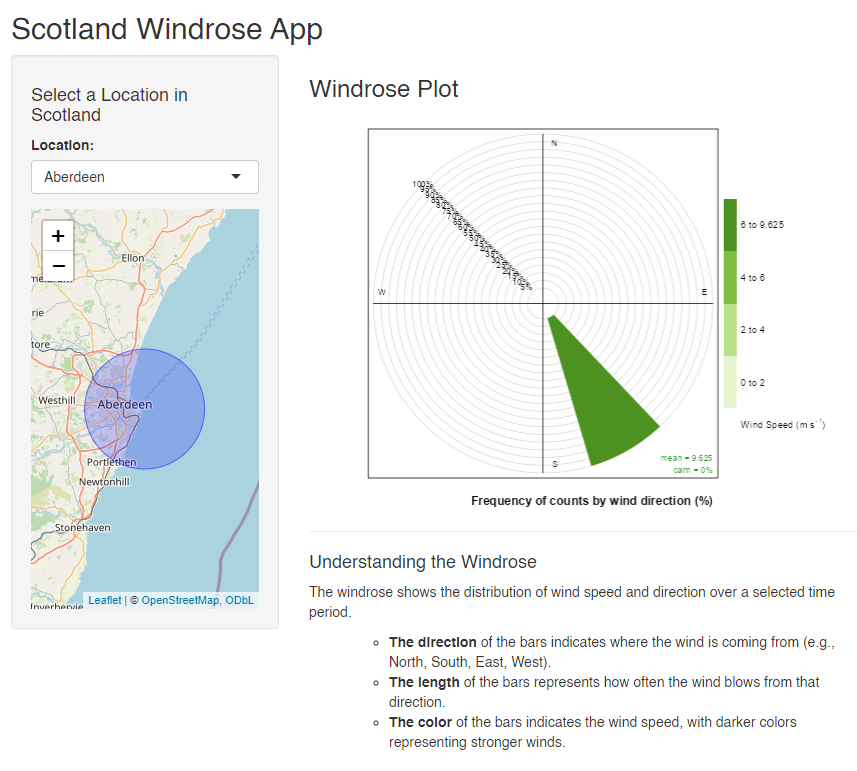 Scotland Windrose App
Select a Location in
Scotland
Location:
Aberdeen
+
−
Ellon
Westhill
Aberdeen
Portlethen
Newtonhill
Stonehaven
Inverbervie
Leaflet | © OpenStreetMap, ODbL
Windrose Plot
N
100%
10%
5%
W
E
S
mean = 9.625
calm = 0%
6 to 9.625
4 to 6
2 to 4
0 to 2
Wind Speed (m s⁻¹)
Frequency of counts by wind direction (%)
Understanding the Windrose
The windrose shows the distribution of wind speed and direction over a selected time
period.
The direction of the bars indicates where the wind is coming from (e.g.,
North, South, East, West).
The length of the bars represents how often the wind blows from that
direction.
The color of the bars indicates the wind speed, with darker colors
representing stronger winds.